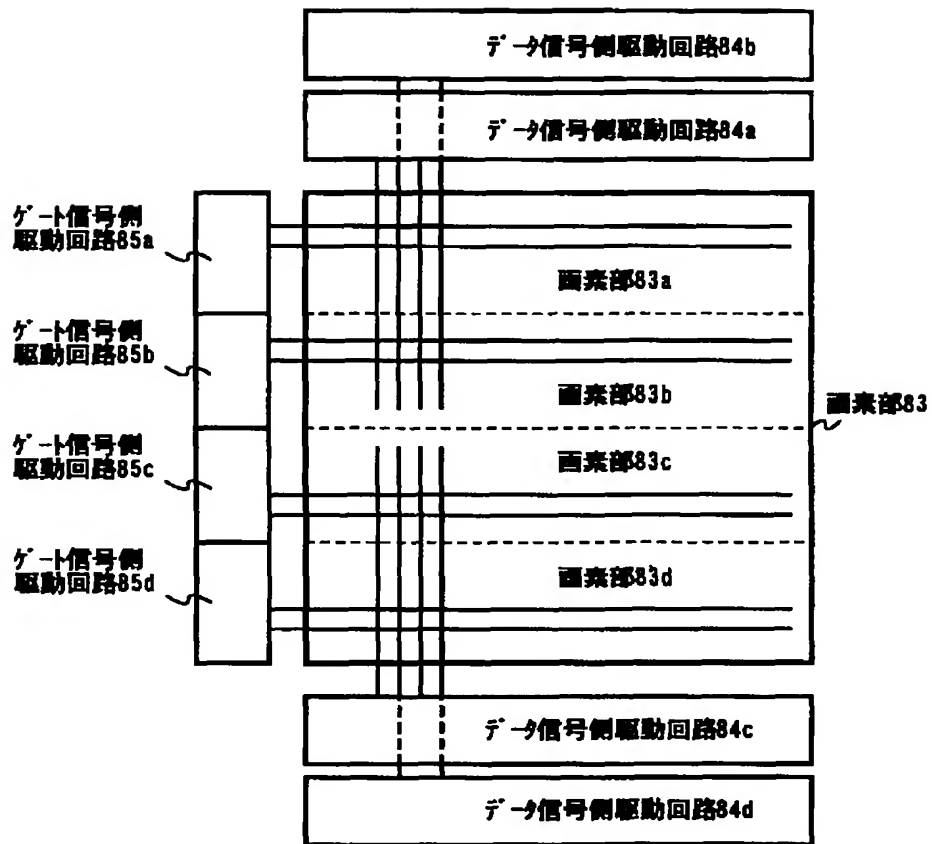 データ信号側駆動回路84b
データ信号側駆動回路84a
ゲート信号側
駆動回路85a
画素部83a
ゲート信号側
駆動回路85b
画素部83b
画素部83
ゲート信号側
駆動回路85c
画素部83c
ゲート信号側
駆動回路85d
画素部83d
データ信号側駆動回路84c
データ信号側駆動回路84d